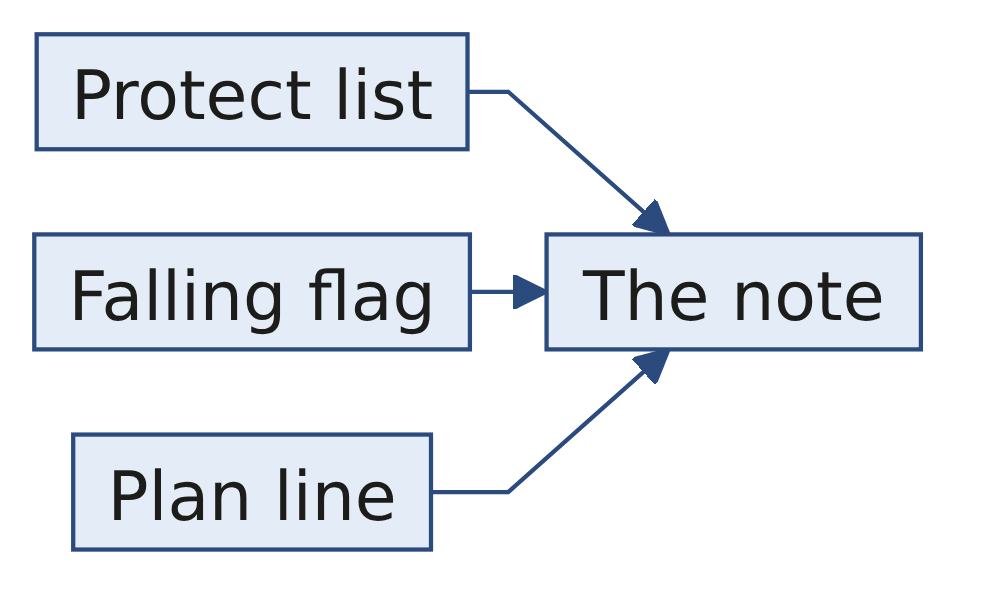 Protect list
Falling flag
The note
Plan line